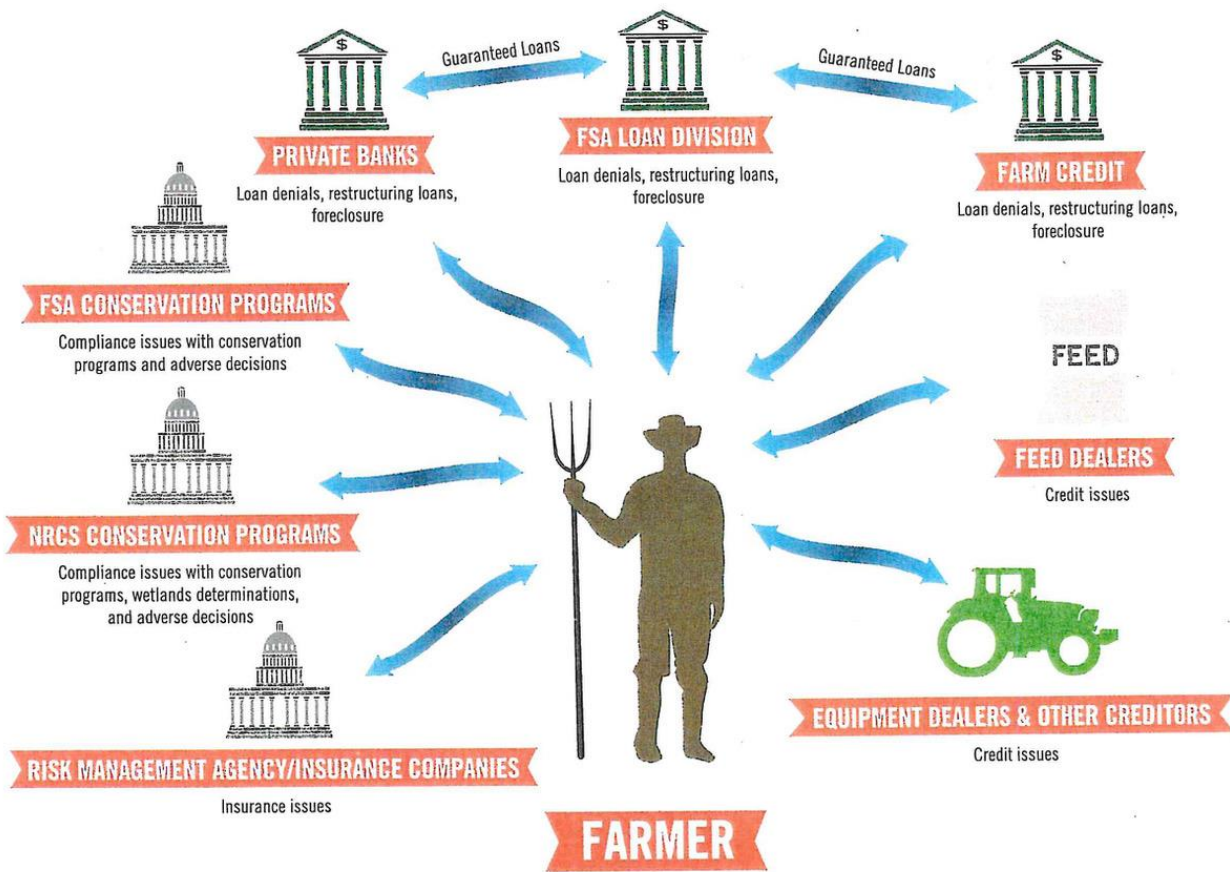 $
Guaranteed Loans
$
Guaranteed Loans
$
PRIVATE BANKS
Loan denials, restructuring loans,
foreclosure
FSA LOAN DIVISION
Loan denials, restructuring loans,
foreclosure
FARM CREDIT
Loan denials, restructuring loans,
foreclosure
FSA CONSERVATION PROGRAMS
Compliance issues with conservation
programs and adverse decisions
FEED
FEED DEALERS
Credit issues
NRCS CONSERVATION PROGRAMS
Compliance issues with conservation
programs, wetlands determinations,
and adverse decisions
EQUIPMENT DEALERS & OTHER CREDITORS
Credit issues
RISK MANAGEMENT AGENCY/INSURANCE COMPANIES
Insurance issues
FARMER